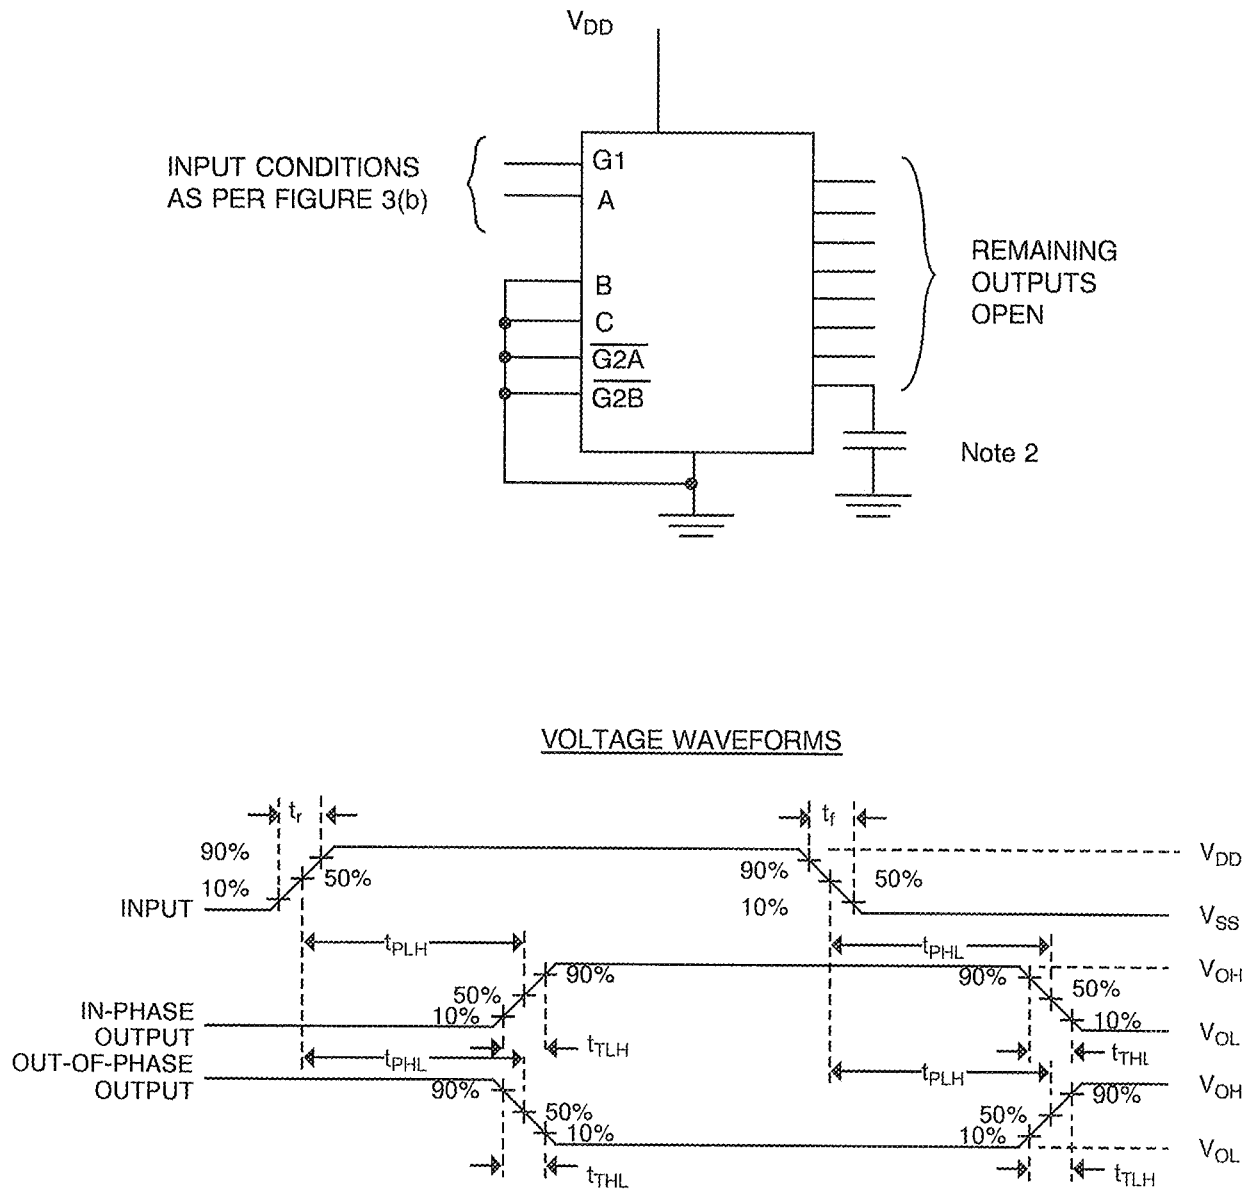 VDD
INPUT CONDITIONS
AS PER FIGURE 3(b)
G1
A
B
C
G2A
G2B
REMAINING
OUTPUTS
OPEN
Note 2
VOLTAGE WAVEFORMS
tr
tf
90%
10%
50%
INPUT
90%
10%
50%
VDD
VSS
tPLH
tPHL
IN-PHASE
OUTPUT
10%
50%
90%
tTLH
90%
50%
10%
tTHL
VOH
VOL
OUT-OF-PHASE
OUTPUT
tPHL
tPLH
90%
50%
10%
tTHL
10%
50%
90%
tTLH
VOH
VOL